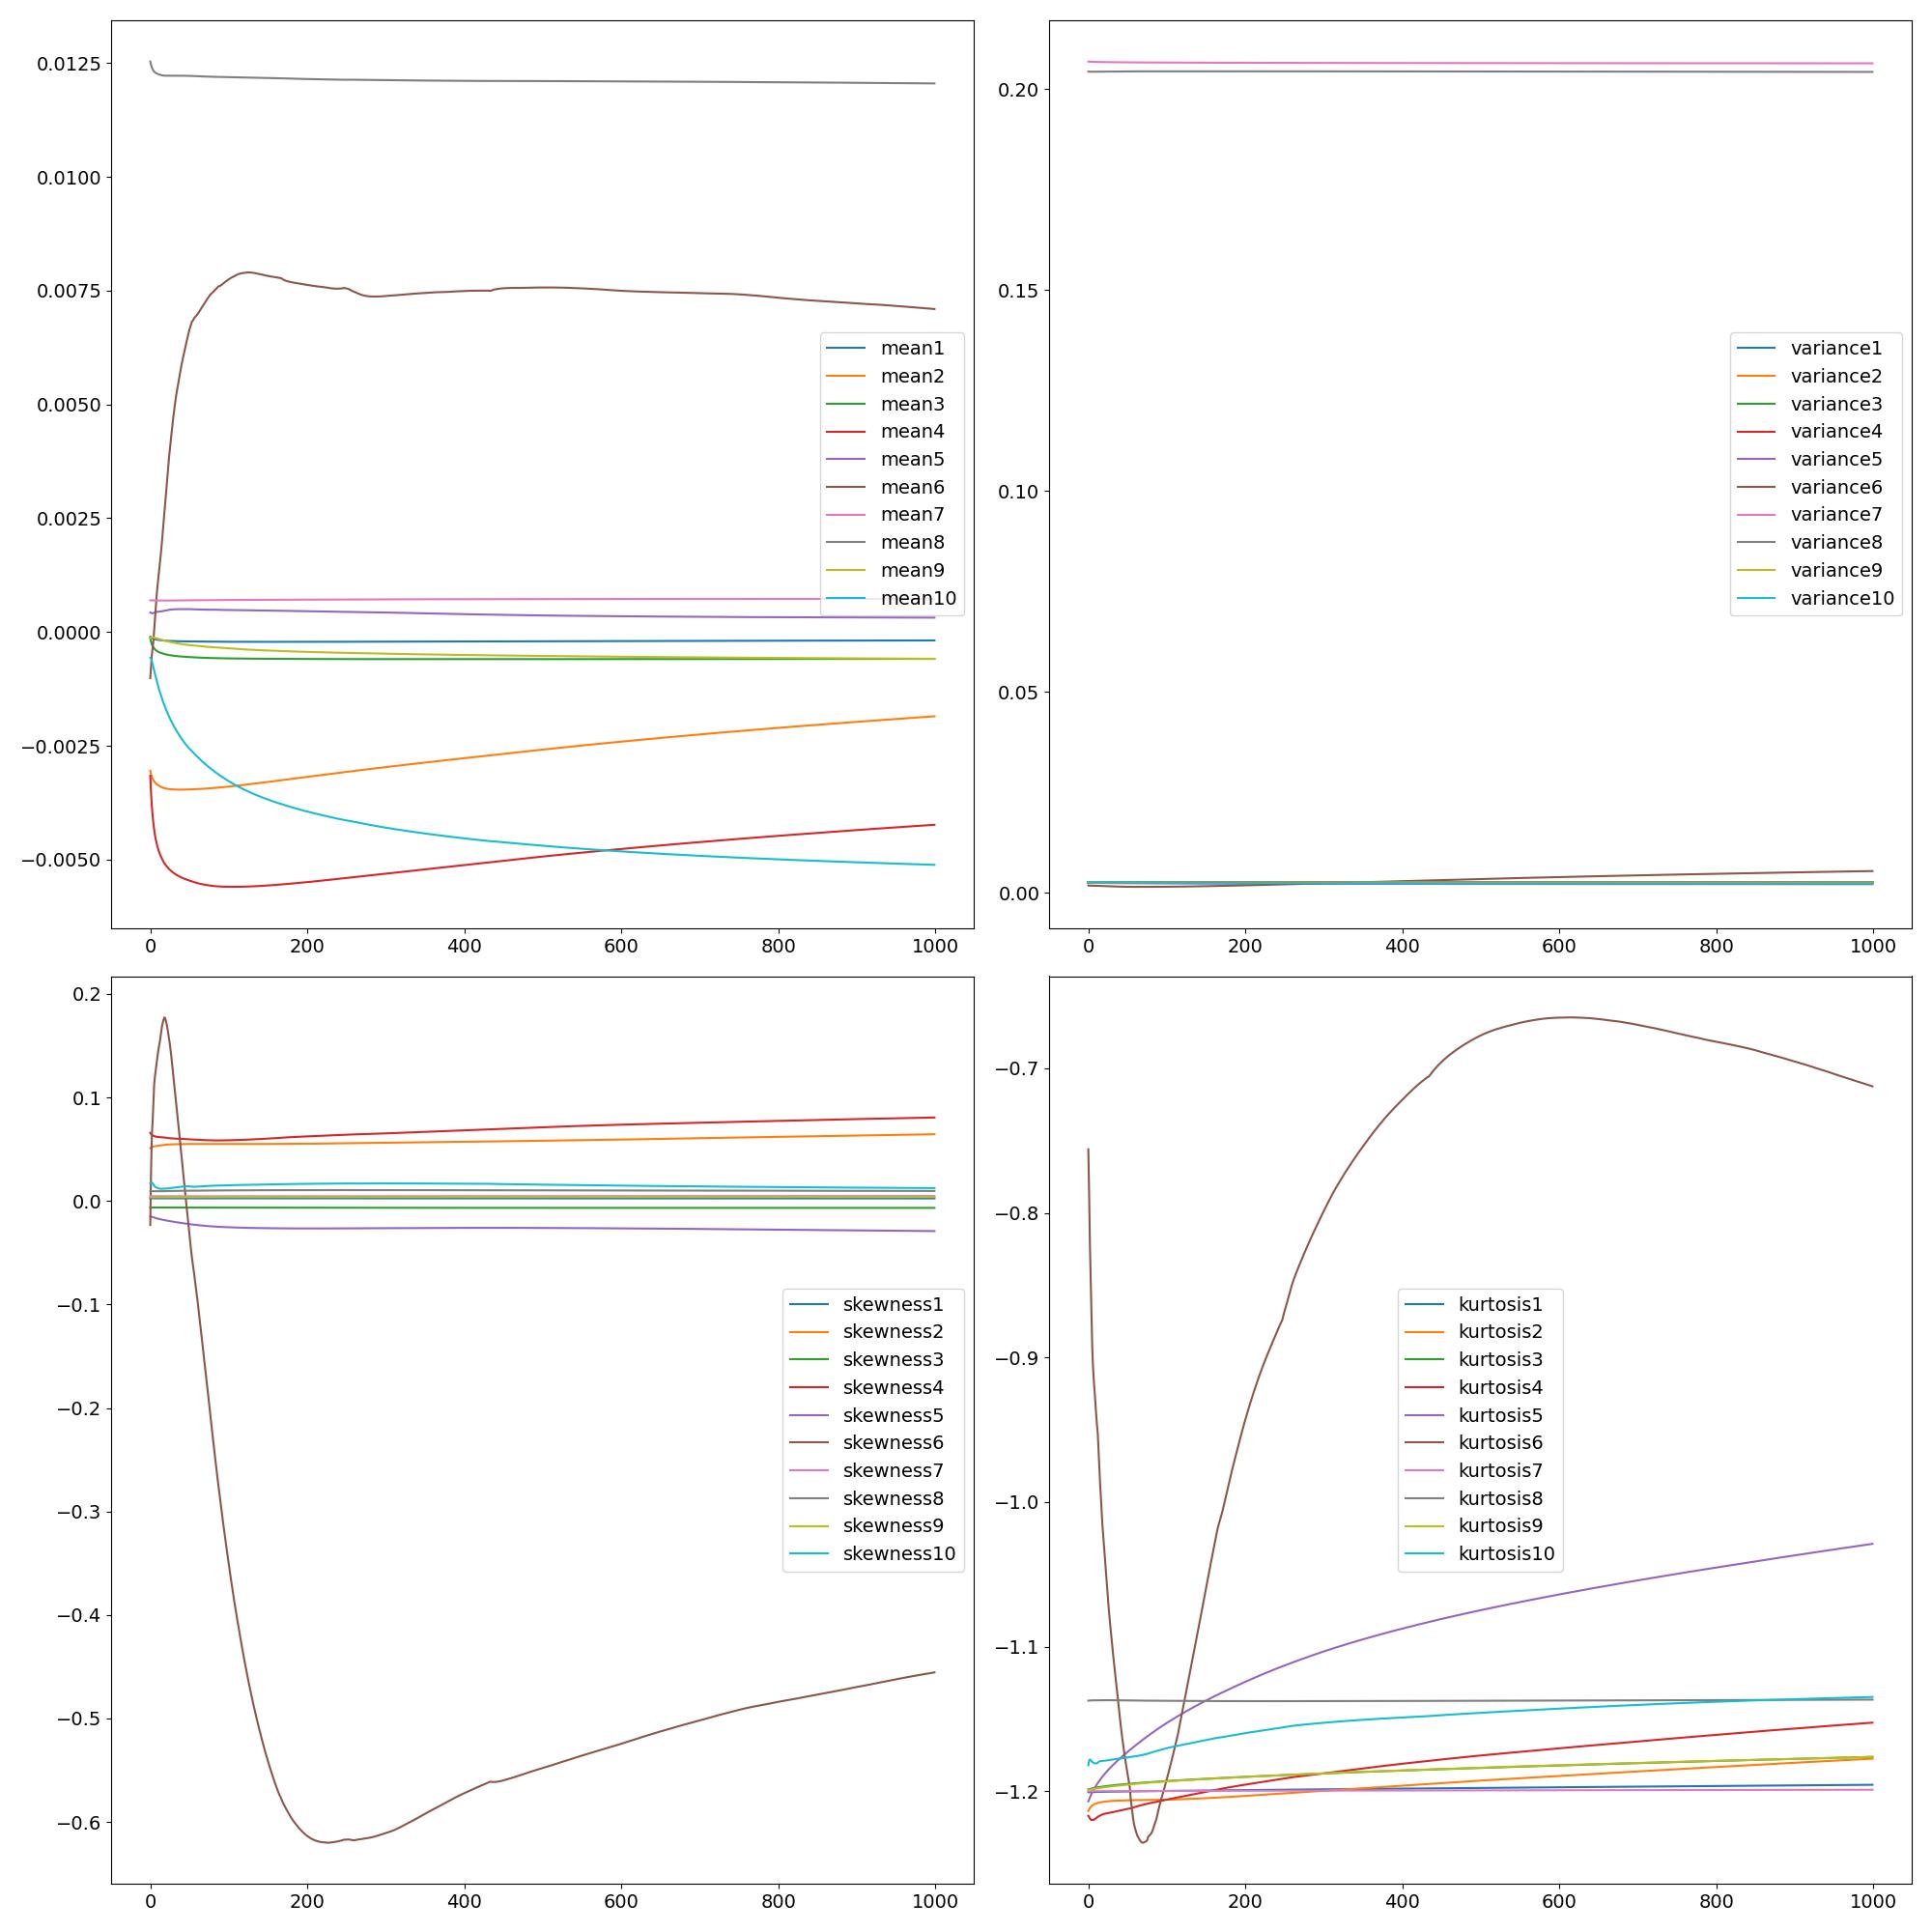 0.0125
0.0100
0.0075
0.0050
0.0025
0.0000
−0.0025
−0.0050
mean1
mean2
mean3
mean4
mean5
mean6
mean7
mean8
mean9
mean10
0 200 400 600 800 1000
0.20
0.15
0.10
0.05
0.00
variance1
variance2
variance3
variance4
variance5
variance6
variance7
variance8
variance9
variance10
0 200 400 600 800 1000
0.2
0.1
0.0
−0.1
−0.2
−0.3
−0.4
−0.5
−0.6
skewness1
skewness2
skewness3
skewness4
skewness5
skewness6
skewness7
skewness8
skewness9
skewness10
0 200 400 600 800 1000
−0.7
−0.8
−0.9
−1.0
−1.1
−1.2
kurtosis1
kurtosis2
kurtosis3
kurtosis4
kurtosis5
kurtosis6
kurtosis7
kurtosis8
kurtosis9
kurtosis10
0 200 400 600 800 1000